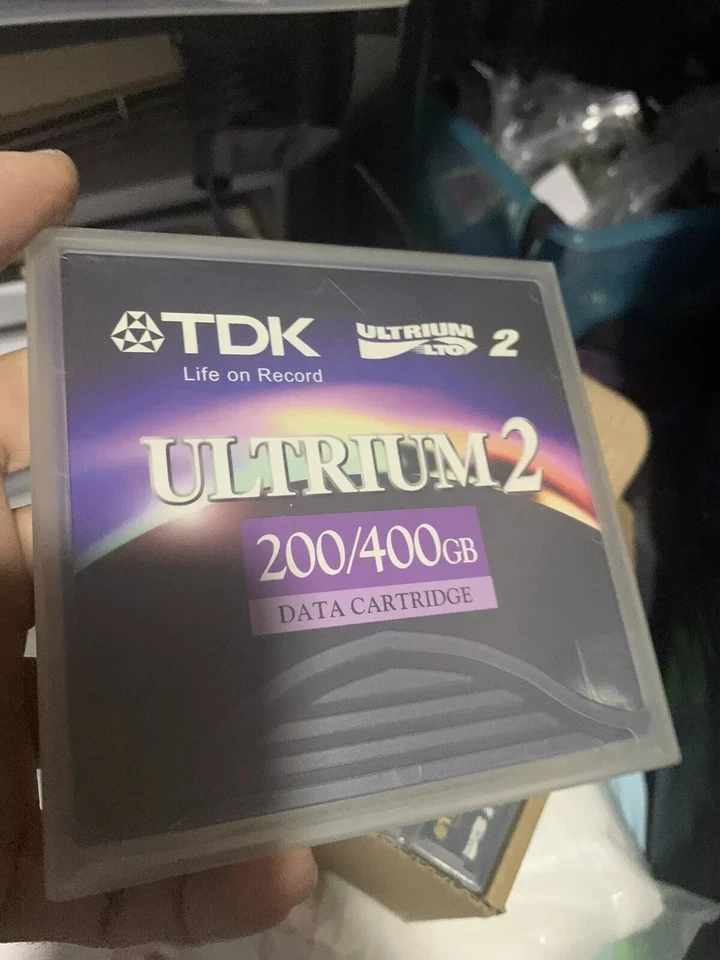 TDK
Life on Record
ULTRIUM
LTO
2
ULTRIUM 2
200/400GB
DATA CARTRIDGE